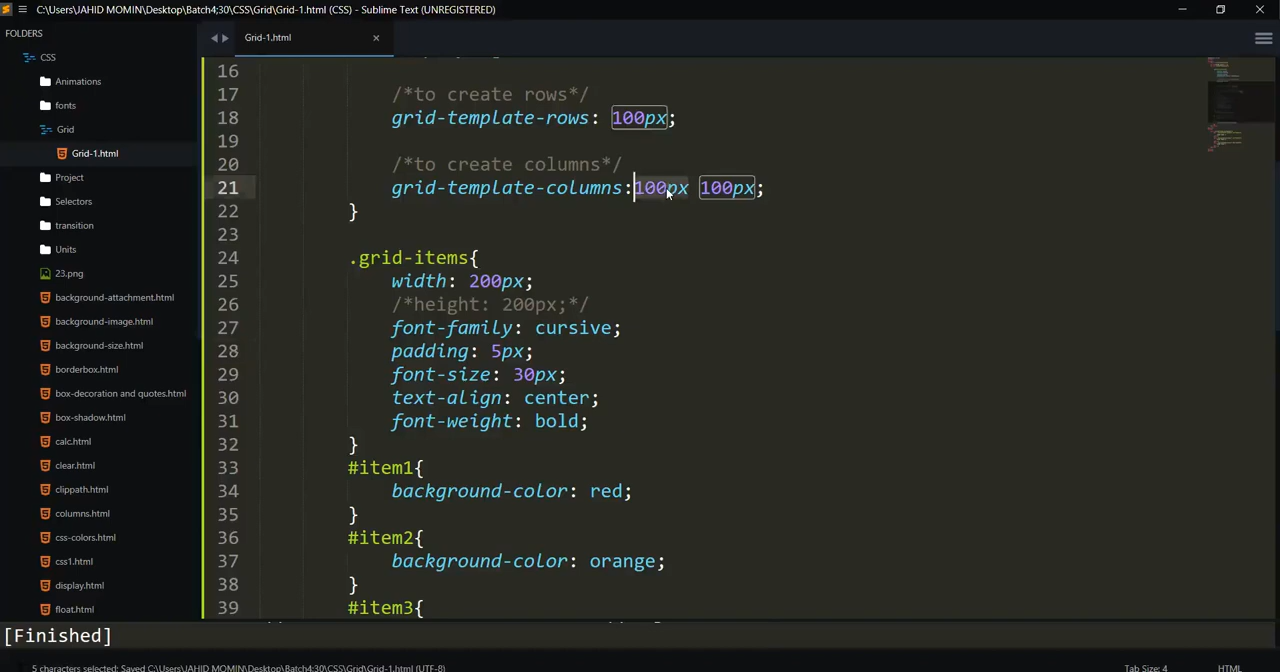 C:\Users\JAHID MOMIN\Desktop\Batch4;30\CSS\Grid\Grid-1.html (CSS) - Sublime Text (UNREGISTERED)
FOLDERS
CSS
Animations
fonts
Grid
Grid-1.html
Project
Selectors
transition
Units
23.png
background-attachment.html
background-image.html
background-size.html
borderbox.html
box-decoration and quotes.html
box-shadow.html
calc.html
clear.html
clippath.html
columns.html
css-colors.html
css1.html
display.html
float.html
Grid-1.html
16
17 /*to create rows*/
18 grid-template-rows: 100px;
19
20 /*to create columns*/
21 grid-template-columns:100px 100px;
22 }
23
24 .grid-items{
25 width: 200px;
26 /*height: 200px;*/
27 font-family: cursive;
28 padding: 5px;
29 font-size: 30px;
30 text-align: center;
31 font-weight: bold;
32 }
33 #item1{
34 background-color: red;
35 }
36 #item2{
37 background-color: orange;
38 }
39 #item3{
[Finished]
5 characters selected; Saved C:\Users\JAHID MOMIN\Desktop\Batch4;30\CSS\Grid\Grid-1.html (UTF-8)
Tab Size: 4
HTML